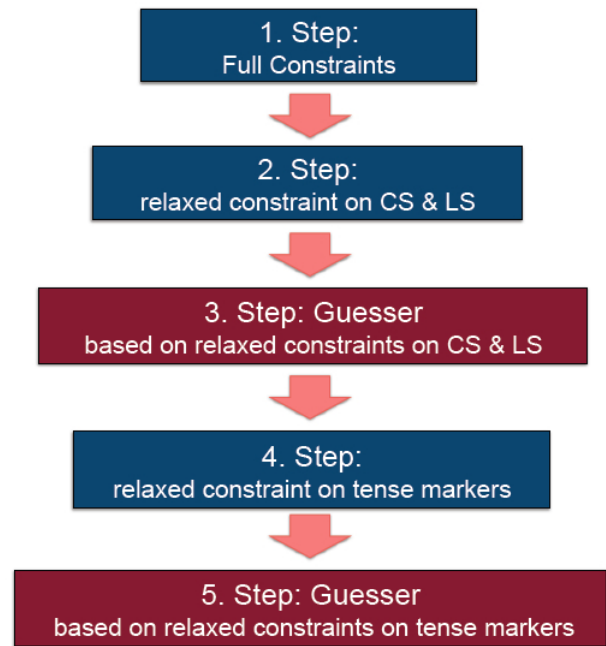 1. Step:
Full Constraints
2. Step:
relaxed constraint on CS & LS
3. Step: Guesser
based on relaxed constraints on CS & LS
4. Step:
relaxed constraint on tense markers
5. Step: Guesser
based on relaxed constraints on tense markers